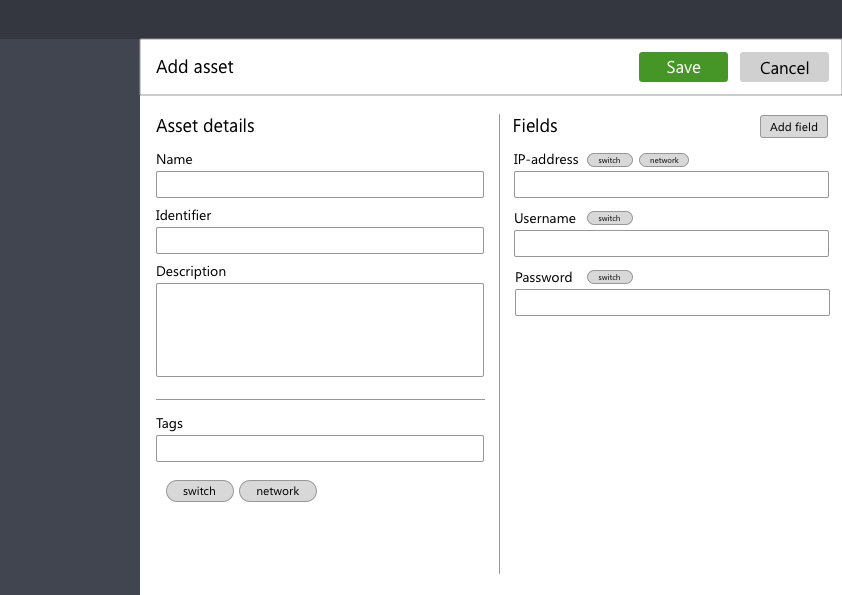 Add asset
Save
Cancel
Asset details
Name
Identifier
Description
Tags
switch network
Fields
Add field
IP-address switch network
Username switch
Password switch